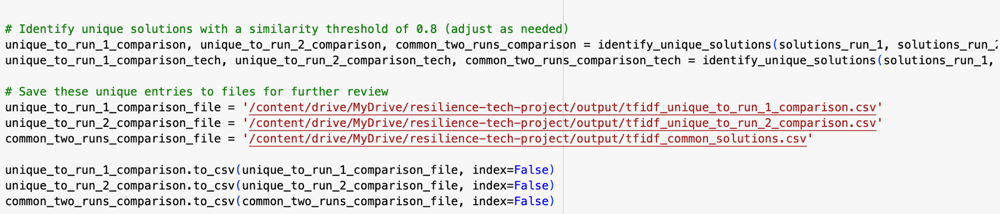 # Identify unique solutions with a similarity threshold of 0.8 (adjust as needed)
unique_to_run_1_comparison, unique_to_run_2_comparison, common_two_runs_comparison = identify_unique_solutions(solutions_run_1, solutions_run_2
unique_to_run_1_comparison_tech, unique_to_run_2_comparison_tech, common_two_runs_comparison_tech = identify_unique_solutions(solutions_run_1,
# Save these unique entries to files for further review
unique_to_run_1_comparison_file = '/content/drive/MyDrive/resilience-tech-project/output/tfidf_unique_to_run_1_comparison.csv'
unique_to_run_2_comparison_file = '/content/drive/MyDrive/resilience-tech-project/output/tfidf_unique_to_run_2_comparison.csv'
common_two_runs_comparison_file = '/content/drive/MyDrive/resilience-tech-project/output/tfidf_common_solutions.csv'
unique_to_run_1_comparison.to_csv(unique_to_run_1_comparison_file, index=False)
unique_to_run_2_comparison.to_csv(unique_to_run_2_comparison_file, index=False)
common_two_runs_comparison.to_csv(common_two_runs_comparison_file, index=False)